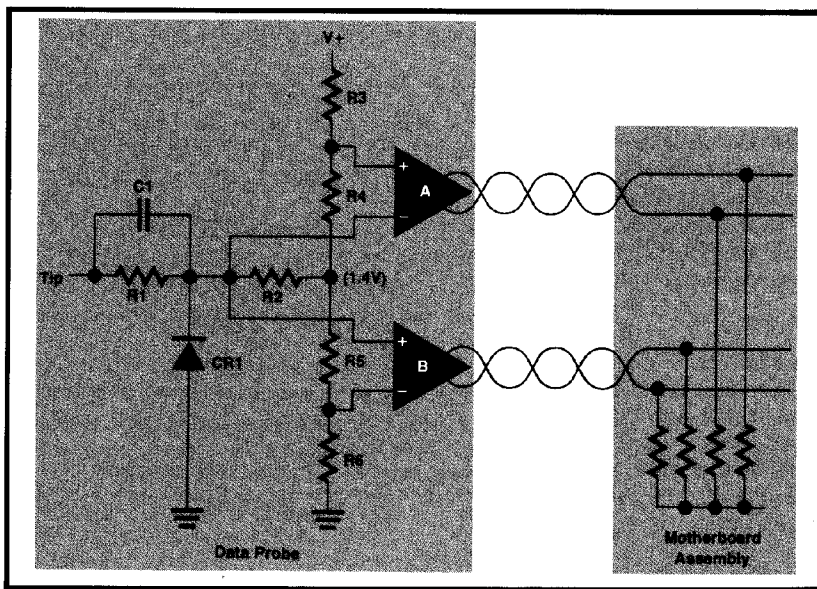 V+
R3
+
C1
R4
A
−
Tip
R1
R2
(1.4V)
+
R5
B
CR1
−
R6
Data Probe
Motherboard
Assembly